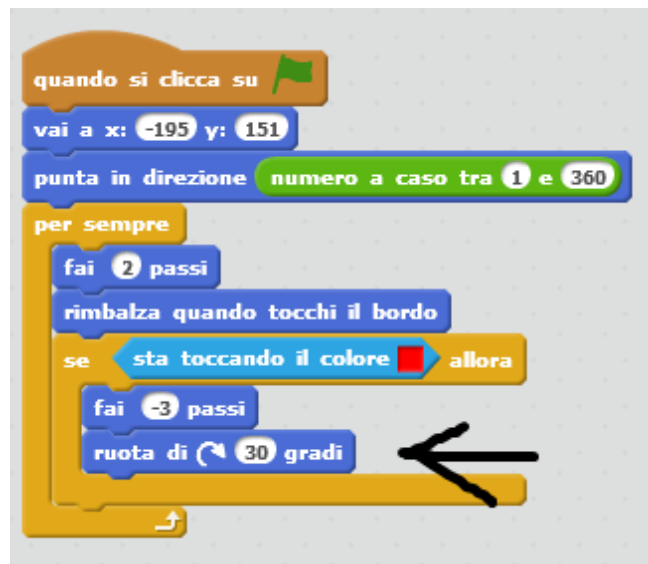 quando si clicca su
vai a x: -195 y: 151
punta in direzione numero a caso tra 1 e 360
per sempre
fai 2 passi
rimbalza quando tocchi il bordo
se sta toccando il colore allora
fai -3 passi
ruota di 30 gradi